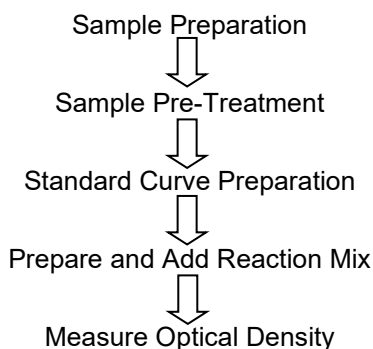 Sample Preparation
Sample Pre-Treatment
Standard Curve Preparation
Prepare and Add Reaction Mix
Measure Optical Density